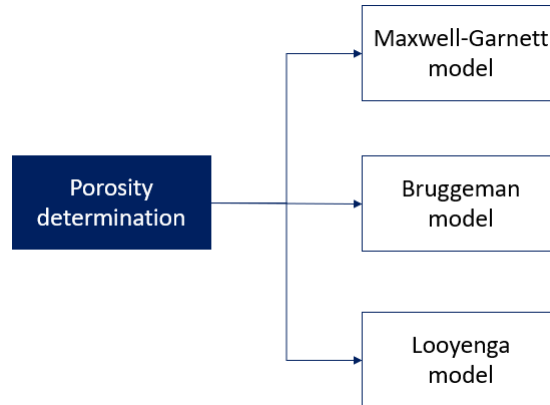 Porosity
determination
Maxwell-Garnett
model
Bruggeman
model
Looyenga
model